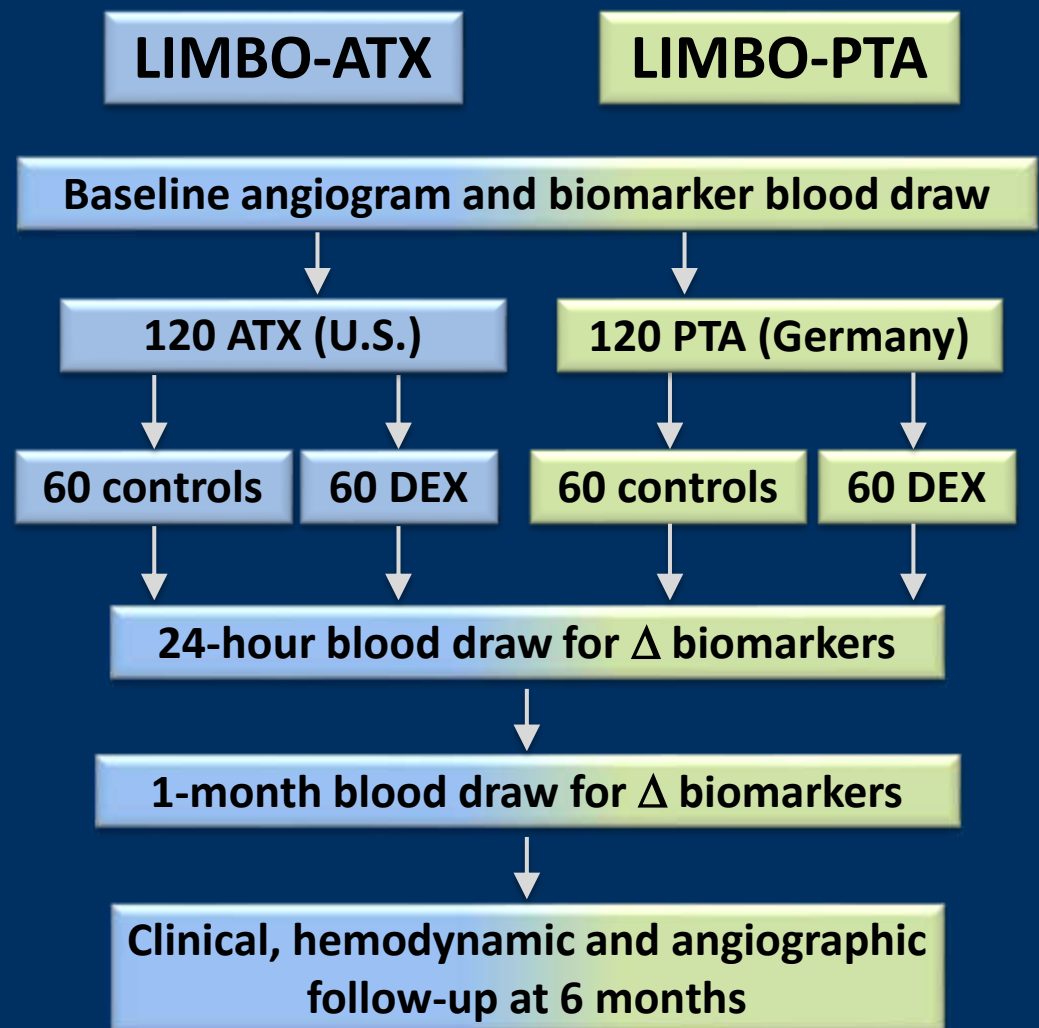 LIMBO-ATX
LIMBO-PTA
Baseline angiogram and biomarker blood draw
120 ATX (U.S.)
120 PTA (Germany)
60 controls
60 DEX
60 controls
60 DEX
24-hour blood draw for Δ biomarkers
1-month blood draw for Δ biomarkers
Clinical, hemodynamic and angiographic
follow-up at 6 months